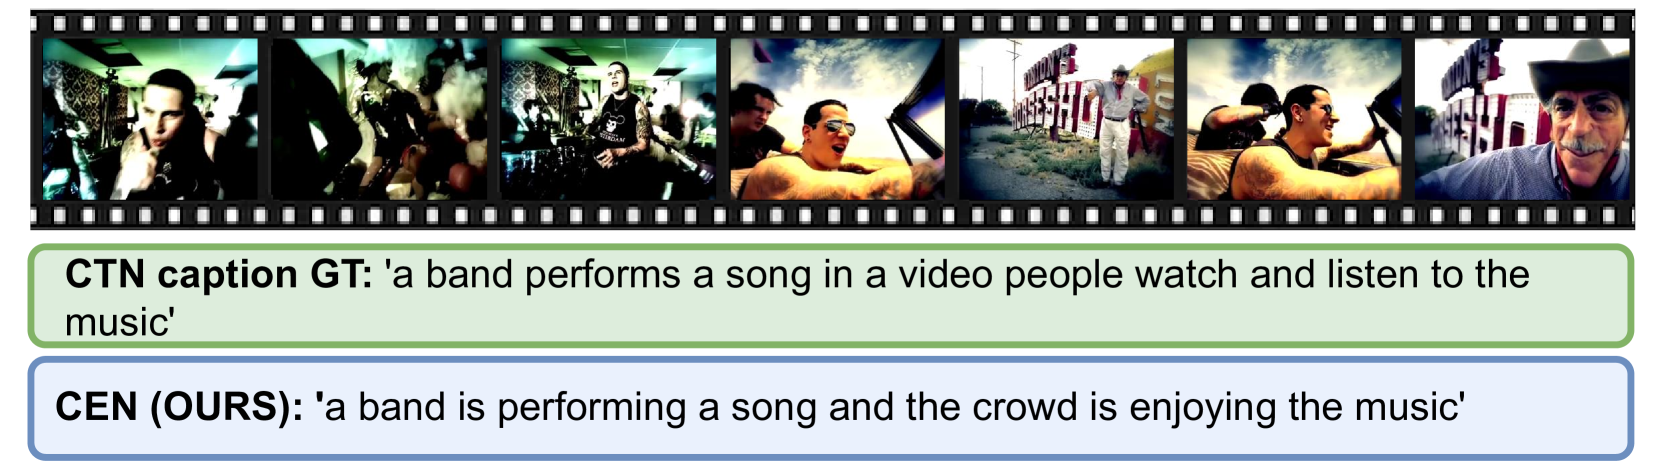 CTN caption GT: 'a band performs a song in a video people watch and listen to the
music'
CEN (OURS): 'a band is performing a song and the crowd is enjoying the music'